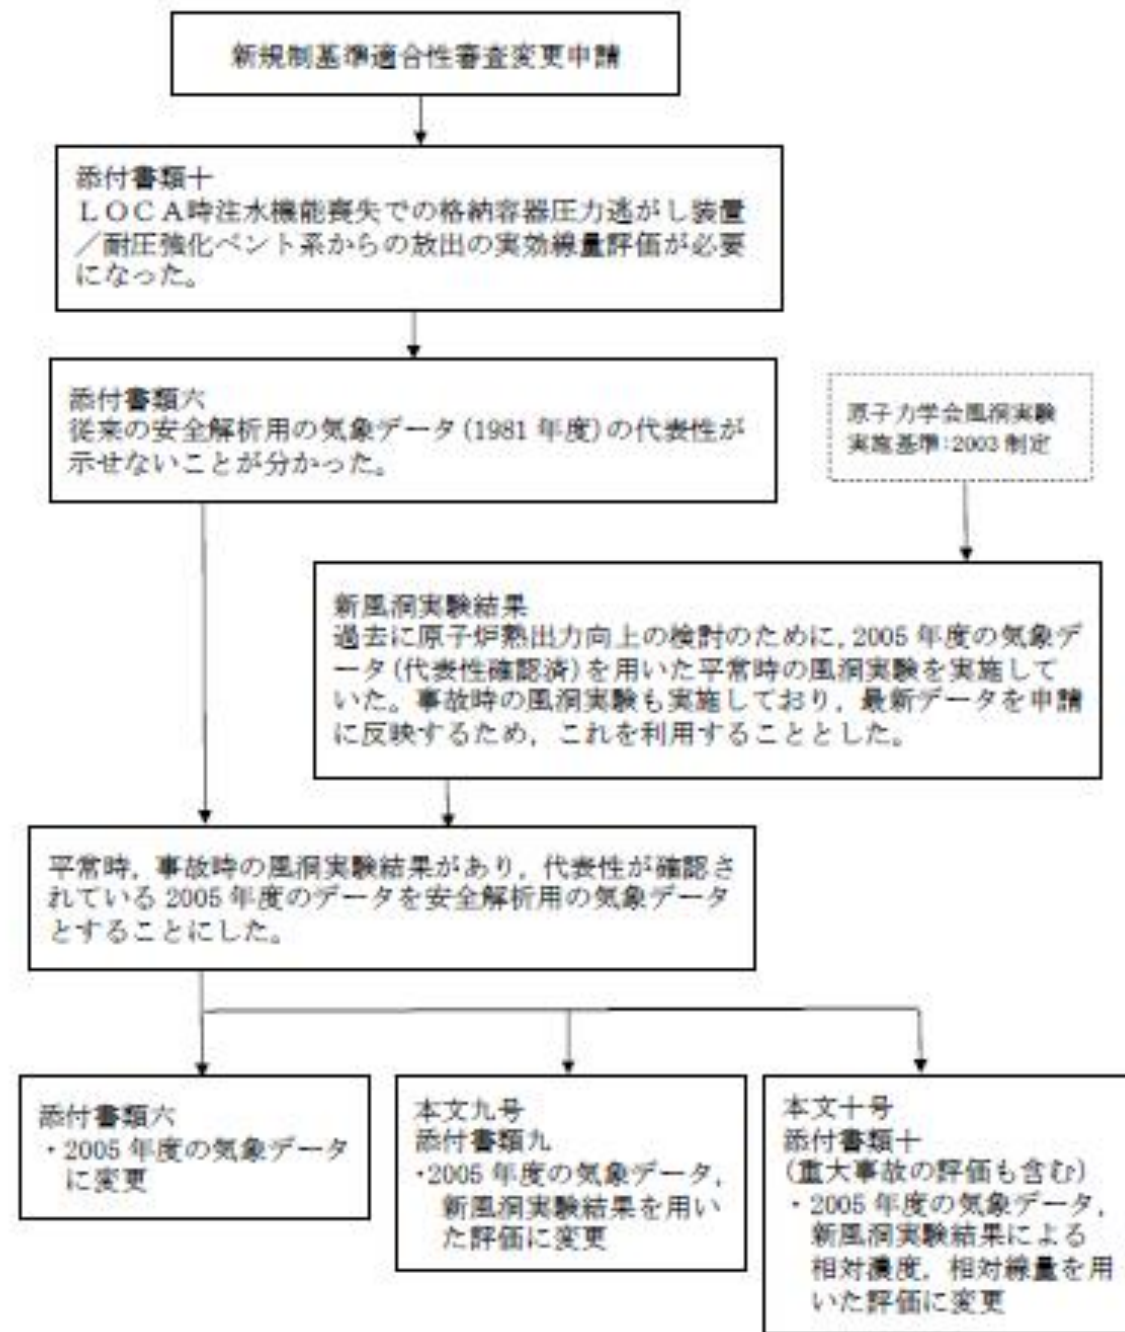 新規制基準適合性審査変更申請
添付書類十
ＬＯＣＡ時注水機能喪失での格納容器圧力逃がし装置
／耐圧強化ベント系からの放出の実効線量評価が必要
になった。
添付書類六
従来の安全解析用の気象データ(1981 年度)の代表性が
示せないことが分かった。
原子力学会風洞実験
実施基準:2003 制定
新風洞実験結果
過去に原子炉熱出力向上の検討のために，2005 年度の気象デ
ータ(代表性確認済)を用いた平常時の風洞実験を実施して
いた。事故時の風洞実験も実施しており，最新データを申請
に反映するため，これを利用することとした。
平常時，事故時の風洞実験結果があり，代表性が確認さ
れている 2005 年度のデータを安全解析用の気象データ
とすることにした。
添付書類六
・2005 年度の気象データ
に変更
本文九号
添付書類九
・2005 年度の気象データ，
新風洞実験結果を用い
た評価に変更
本文十号
添付書類十
(重大事故の評価も含む)
・2005 年度の気象データ，
新風洞実験結果による
相対濃度，相対線量を用
いた評価に変更